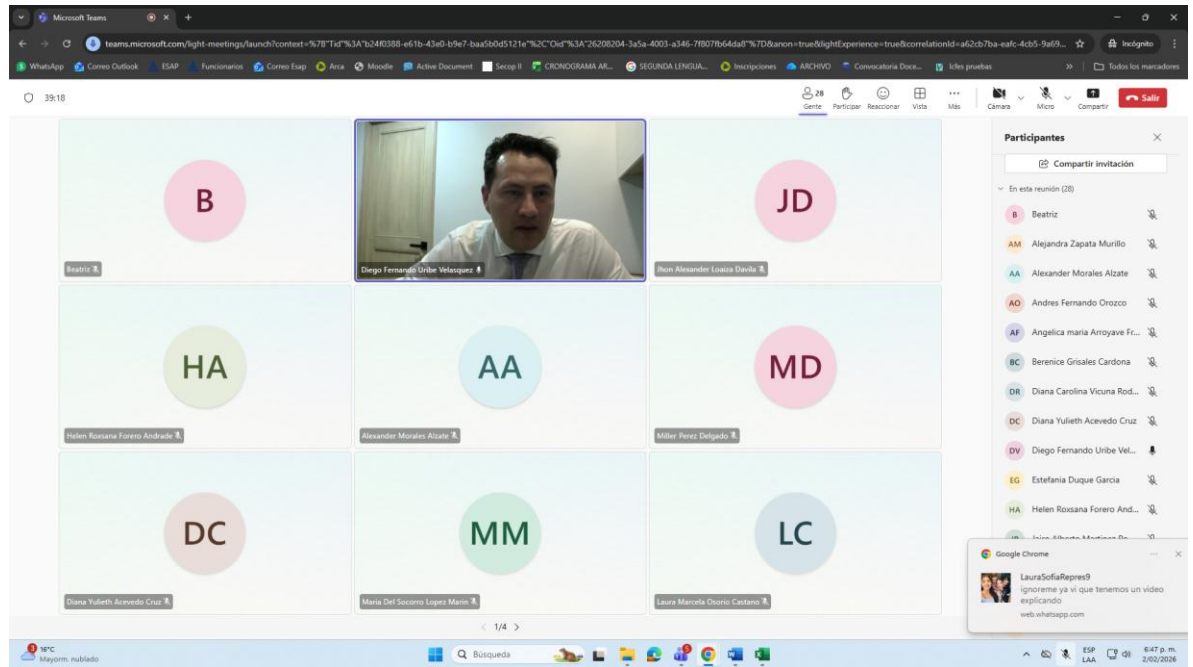 Microsoft Teams
teams.microsoft.com/light-meetings/launch?context=%7B"Tid"%3A"b24f0388-e61b-43e0-b9e7-baa5b0d5121e"%2C"Oid"%3A"26208204-3a5a-4003-a346-7f807fb64da8"%7D&anon=true&lightExperience=true&correlationId=a62cb7ba-eafc-4cb5-9a69...
Incógnito
WhatsApp Correo Outlook ESAP Funcionarios Correo Esap Arca Moodle Active Document Secop II CRONOGRAMA AR... SEGUNDA LENGUA... Inscripciones ARCHIVO Convocatoria Doce... Icfes pruebas » Todos los marcadores
39:18
28
Gente Participar Reaccionar Vista Más Cámara Micro Compartir Salir
B
Beatriz
Diego Fernando Uribe Velasquez
JD
Jhon Alexander Loaiza Davila
HA
Helen Roxsana Forero Andrade
AA
Alexander Morales Alzate
MD
Miller Perez Delgado
DC
Diana Yulieth Acevedo Cruz
MM
Maria Del Socorro Lopez Marin
LC
Laura Marcela Osorio Castano
1/4
Participantes
Compartir invitación
En esta reunión (28)
B Beatriz
AM Alejandra Zapata Murillo
AA Alexander Morales Alzate
AO Andres Fernando Orozco
AF Angelica maria Arroyave Fr...
BC Berenice Grisales Cardona
DR Diana Carolina Vicuna Rod...
DC Diana Yulieth Acevedo Cruz
DV Diego Fernando Uribe Vel...
EG Estefania Duque Garcia
HA Helen Roxsana Forero And...
Google Chrome
LauraSofiaRepres9
ignoreme ya vi que tenemos un video
explicando
web.whatsapp.com
3
16°C
Mayorm. nublado
Búsqueda
ESP
LAA
6:47 p. m.
2/02/2026